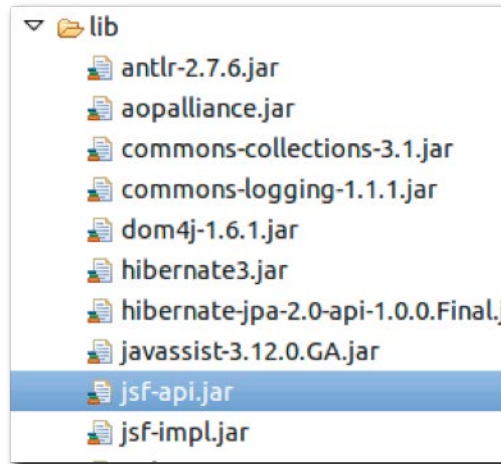 lib
antlr-2.7.6.jar
aopalliance.jar
commons-collections-3.1.jar
commons-logging-1.1.1.jar
dom4j-1.6.1.jar
hibernate3.jar
hibernate-jpa-2.0-api-1.0.0.Final.j
javassist-3.12.0.GA.jar
jsf-api.jar
jsf-impl.jar